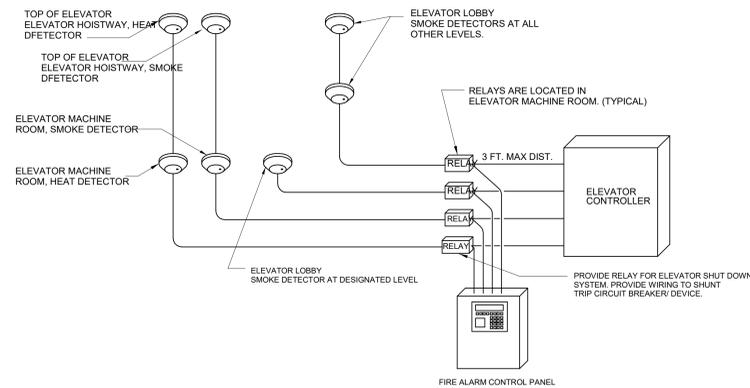 TOP OF ELEVATOR
ELEVATOR HOISTWAY, HEAT
DFETECTOR
TOP OF ELEVATOR
ELEVATOR HOISTWAY, SMOKE
DFETECTOR
ELEVATOR LOBBY
SMOKE DETECTORS AT ALL
OTHER LEVELS.
RELAYS ARE LOCATED IN
ELEVATOR MACHINE ROOM. (TYPICAL)
ELEVATOR MACHINE
ROOM, SMOKE DETECTOR
ELEVATOR MACHINE
ROOM, HEAT DETECTOR
RELAY
3 FT. MAX DIST.
RELAY
RELAY
RELAY
ELEVATOR
CONTROLLER
ELEVATOR LOBBY
SMOKE DETECTOR AT DESIGNATED LEVEL
PROVIDE RELAY FOR ELEVATOR SHUT DOWN
SYSTEM. PROVIDE WIRING TO SHUNT
TRIP CIRCUIT BREAKER/ DEVICE.
FIRE ALARM CONTROL PANEL